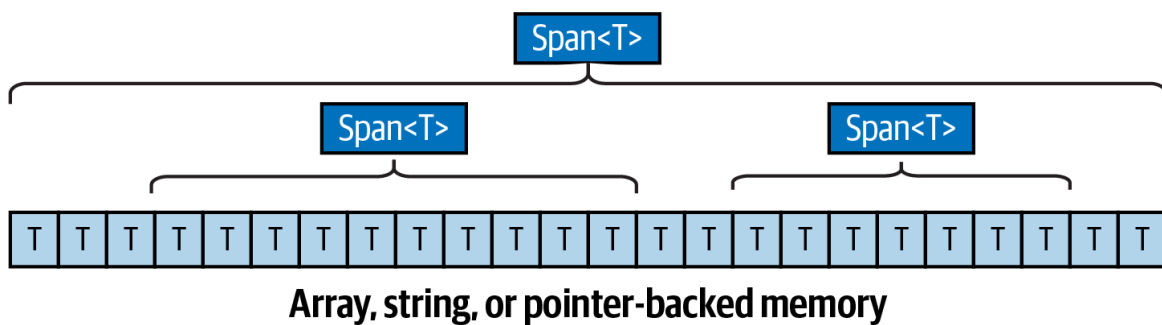 Span<T>
Span<T> Span<T>
T T T T T T T T T T T T T T T T T T T T T T T T
Array, string, or pointer-backed memory